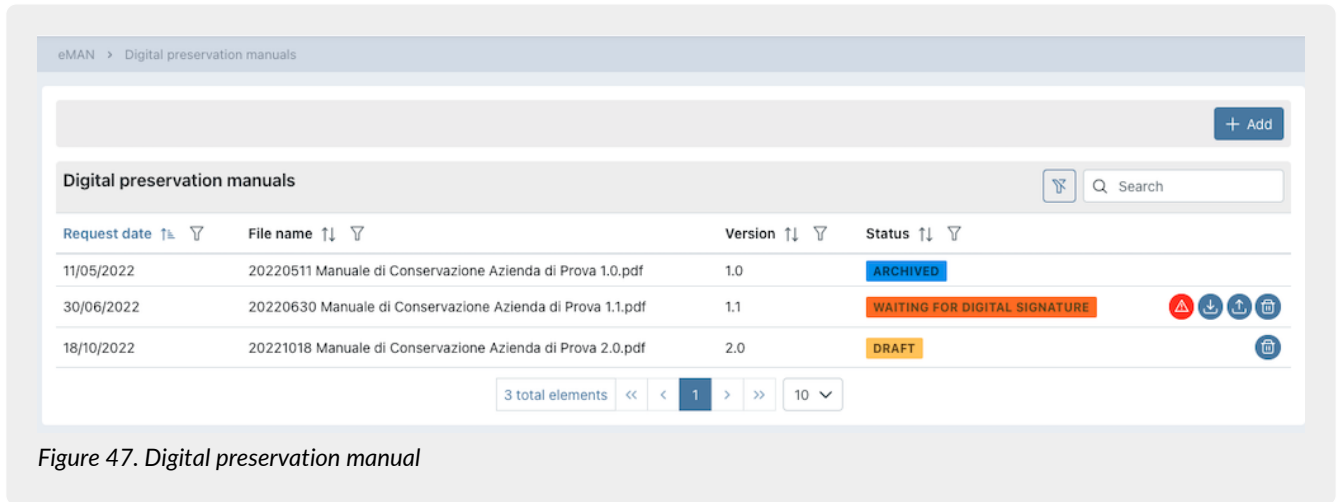 eMAN > Digital preservation manuals
+ Add
Digital preservation manuals
Search
Request date File name Version Status
11/05/2022 20220511 Manuale di Conservazione Azienda di Prova 1.0.pdf 1.0 ARCHIVED
30/06/2022 20220630 Manuale di Conservazione Azienda di Prova 1.1.pdf 1.1 WAITING FOR DIGITAL SIGNATURE
18/10/2022 20221018 Manuale di Conservazione Azienda di Prova 2.0.pdf 2.0 DRAFT
3 total elements << < 1 > >> 10
Figure 47. Digital preservation manual